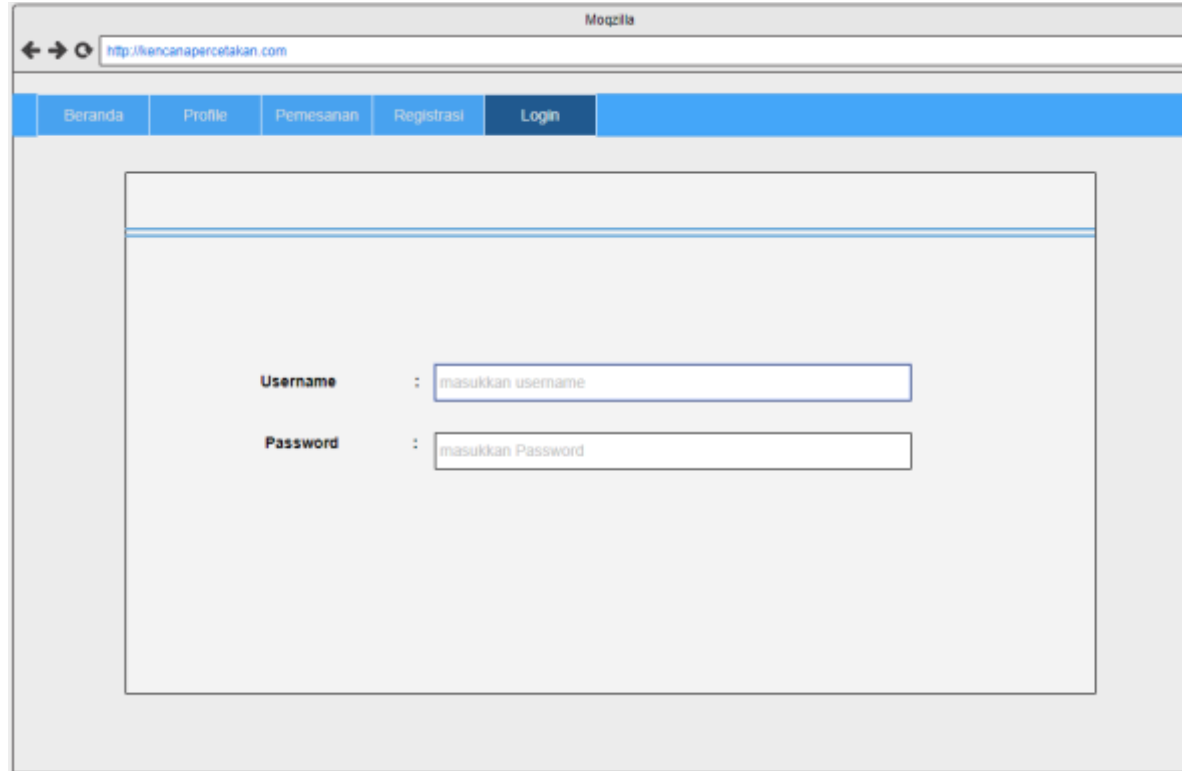 Moqzilla
http://kencanapercetakan.com
Beranda Profile Pemesanan Registrasi Login
Username : masukkan username
Password : masukkan Password